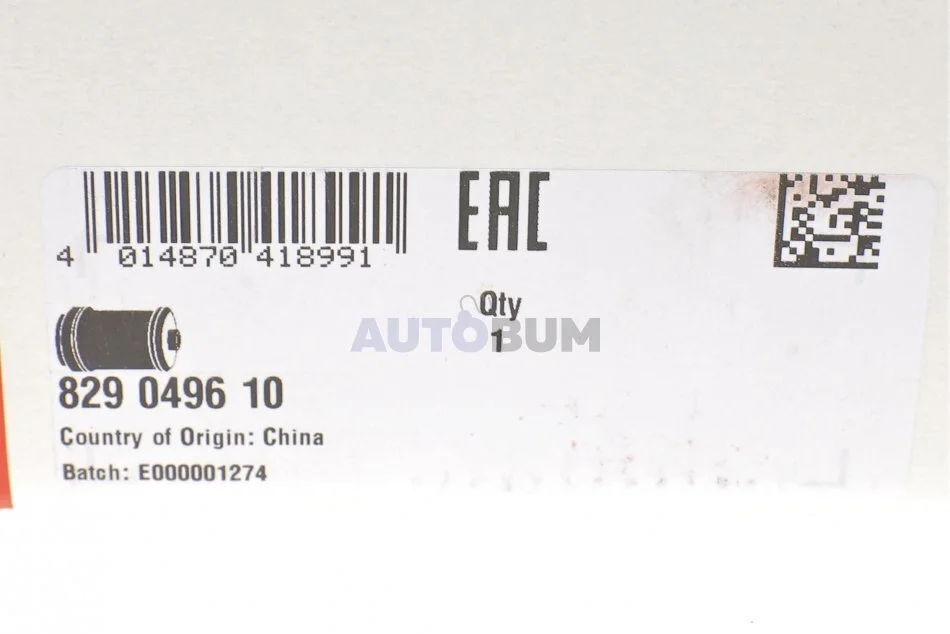 4 014870 418991
EAC
Qty
1
AUTOBUM
829 0496 10
Country of Origin: China
Batch: E000001274